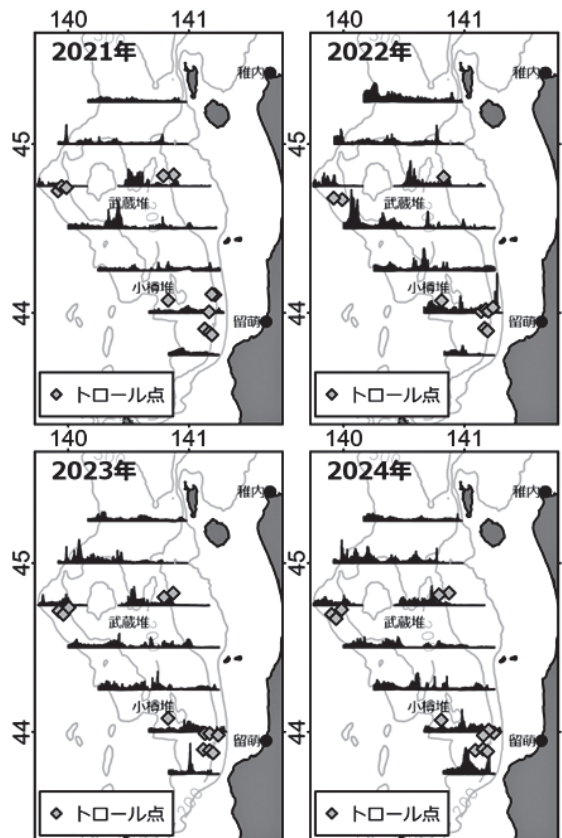 140 141 140 141
2021年
稚内
45
武蔵堆
小樽堆
44
留萌
トロール点
2022年
稚内
武蔵堆
小樽堆
留萌
トロール点
140 141 140 141
2023年
稚内
45
武蔵堆
小樽堆
44
留萌
トロール点
2024年
稚内
武蔵堆
小樽堆
留萌
トロール点